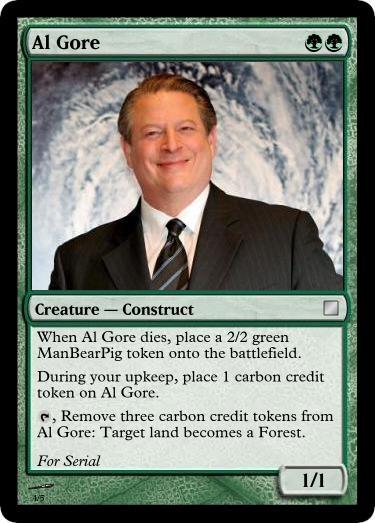 Al Gore
Creature — Construct
When Al Gore dies, place a 2/2 green
ManBearPig token onto the battlefield.
During your upkeep, place 1 carbon credit
token on Al Gore.
, Remove three carbon credit tokens from
Al Gore: Target land becomes a Forest.
For Serial
1/1
4/5